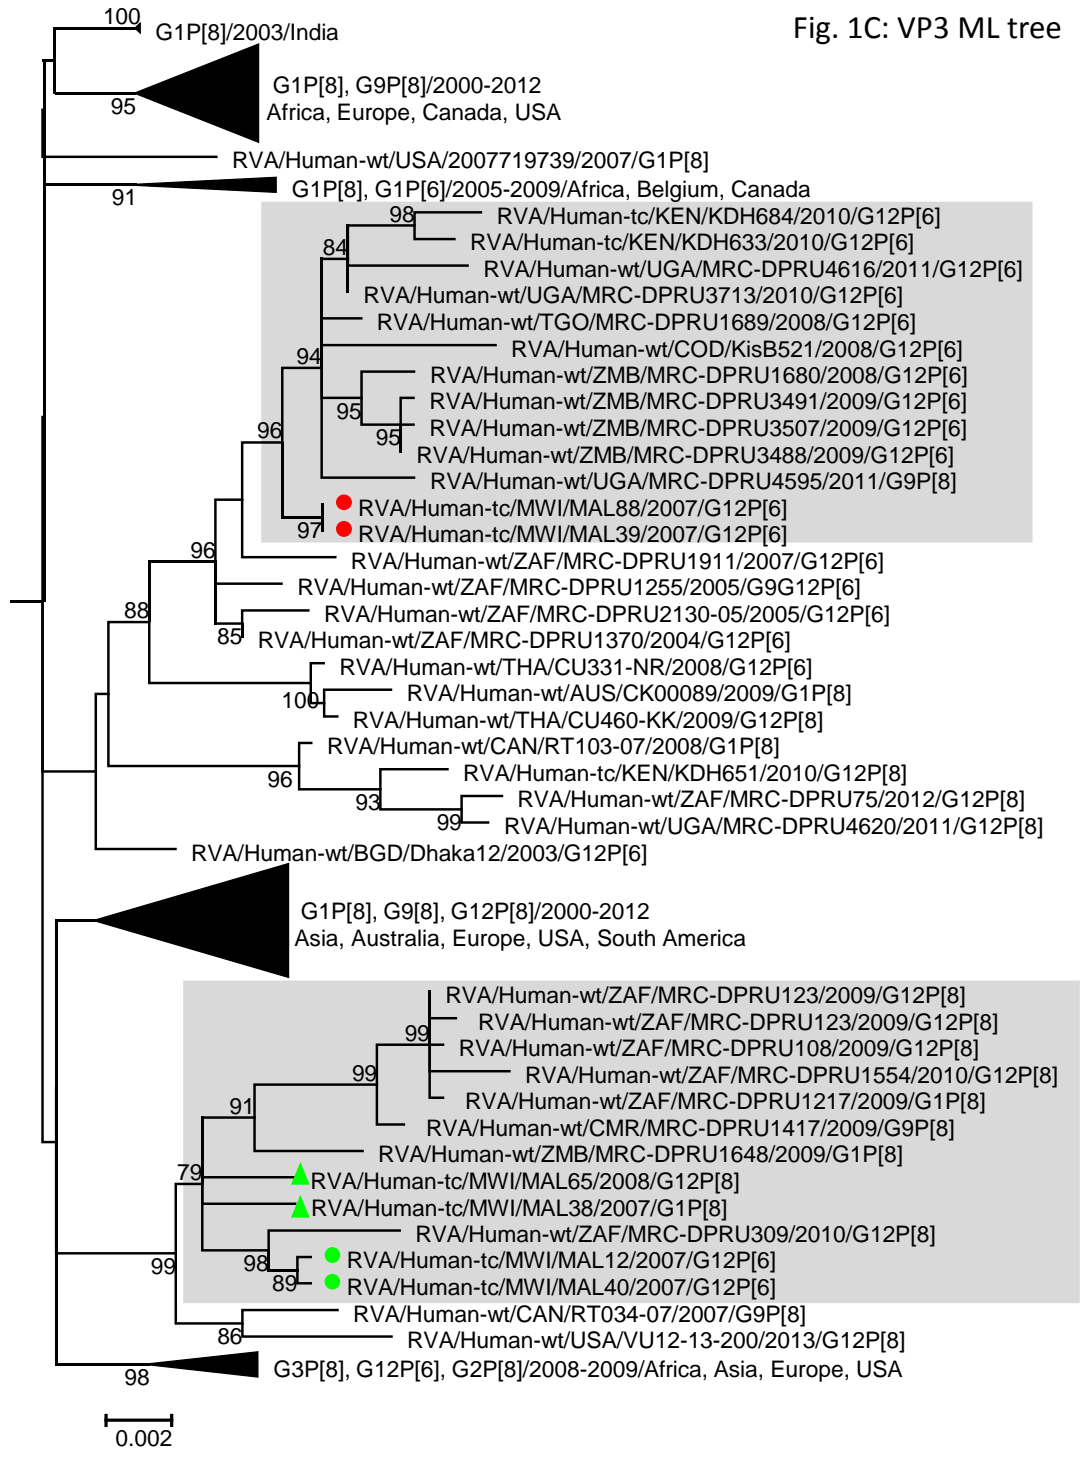 Fig. 1C: VP3 ML tree
100
G1P[8]/2003/India
G1P[8], G9P[8]/2000-2012
95
Africa, Europe, Canada, USA
RVA/Human-wt/USA/2007719739/2007/G1P[8]
91
G1P[8], G1P[6]/2005-2009/Africa, Belgium, Canada
98
RVA/Human-tc/KEN/KDH684/2010/G12P[6]
RVA/Human-tc/KEN/KDH633/2010/G12P[6]
84
RVA/Human-wt/UGA/MRC-DPRU4616/2011/G12P[6]
RVA/Human-wt/UGA/MRC-DPRU3713/2010/G12P[6]
RVA/Human-wt/TGO/MRC-DPRU1689/2008/G12P[6]
94
RVA/Human-wt/COD/KisB521/2008/G12P[6]
RVA/Human-wt/ZMB/MRC-DPRU1680/2008/G12P[6]
95
RVA/Human-wt/ZMB/MRC-DPRU3491/2009/G12P[6]
96
95
RVA/Human-wt/ZMB/MRC-DPRU3507/2009/G12P[6]
RVA/Human-wt/ZMB/MRC-DPRU3488/2009/G12P[6]
RVA/Human-wt/UGA/MRC-DPRU4595/2011/G9P[8]
RVA/Human-tc/MWI/MAL88/2007/G12P[6]
97
RVA/Human-tc/MWI/MAL39/2007/G12P[6]
96
RVA/Human-wt/ZAF/MRC-DPRU1911/2007/G12P[6]
RVA/Human-wt/ZAF/MRC-DPRU1255/2005/G9G12P[6]
88
RVA/Human-wt/ZAF/MRC-DPRU2130-05/2005/G12P[6]
85
RVA/Human-wt/ZAF/MRC-DPRU1370/2004/G12P[6]
RVA/Human-wt/THA/CU331-NR/2008/G12P[6]
100
RVA/Human-wt/AUS/CK00089/2009/G1P[8]
RVA/Human-wt/THA/CU460-KK/2009/G12P[8]
RVA/Human-wt/CAN/RT103-07/2008/G1P[8]
96
RVA/Human-tc/KEN/KDH651/2010/G12P[8]
93
RVA/Human-wt/ZAF/MRC-DPRU75/2012/G12P[8]
99
RVA/Human-wt/UGA/MRC-DPRU4620/2011/G12P[8]
RVA/Human-wt/BGD/Dhaka12/2003/G12P[6]
G1P[8], G9[8], G12P[8]/2000-2012
Asia, Australia, Europe, USA, South America
RVA/Human-wt/ZAF/MRC-DPRU123/2009/G12P[8]
RVA/Human-wt/ZAF/MRC-DPRU123/2009/G12P[8]
99
RVA/Human-wt/ZAF/MRC-DPRU108/2009/G12P[8]
99
RVA/Human-wt/ZAF/MRC-DPRU1554/2010/G12P[8]
91
RVA/Human-wt/ZAF/MRC-DPRU1217/2009/G1P[8]
RVA/Human-wt/CMR/MRC-DPRU1417/2009/G9P[8]
RVA/Human-wt/ZMB/MRC-DPRU1648/2009/G1P[8]
79
RVA/Human-tc/MWI/MAL65/2008/G12P[8]
RVA/Human-tc/MWI/MAL38/2007/G1P[8]
RVA/Human-wt/ZAF/MRC-DPRU309/2010/G12P[8]
99
98
RVA/Human-tc/MWI/MAL12/2007/G12P[6]
89
RVA/Human-tc/MWI/MAL40/2007/G12P[6]
RVA/Human-wt/CAN/RT034-07/2007/G9P[8]
86
RVA/Human-wt/USA/VU12-13-200/2013/G12P[8]
98
G3P[8], G12P[6], G2P[8]/2008-2009/Africa, Asia, Europe, USA
0.002